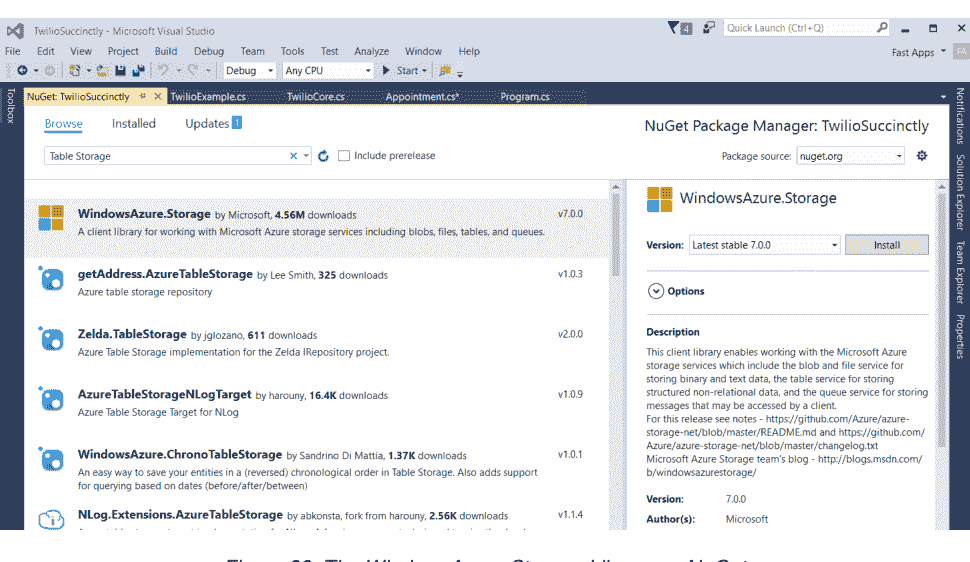 TwilioSuccinctly - Microsoft Visual Studio
4
Quick Launch (Ctrl+Q)
File Edit View Project Build Debug Team Tools Test Analyze Window Help
Fast Apps FA
Debug Any CPU Start
Toolbox
NuGet: TwilioSuccinctly TwilioExample.cs TwilioCore.cs Appointment.cs* Program.cs
Browse Installed Updates 1
NuGet Package Manager: TwilioSuccinctly
Table Storage Include prerelease
Package source: nuget.org
WindowsAzure.Storage by Microsoft, 4.56M downloads v7.0.0
A client library for working with Microsoft Azure storage services including blobs, files, tables, and queues.
getAddress.AzureTableStorage by Lee Smith, 325 downloads v1.0.3
Azure table storage repository
Zelda.TableStorage by jglozano, 611 downloads v2.0.0
Azure Table Storage implementation for the Zelda IRepository project.
AzureTableStorageNLogTarget by harouny, 16.4K downloads v1.0.9
Azure Table Storage Target for NLog
WindowsAzure.ChronoTableStorage by Sandrino Di Mattia, 1.37K downloads v1.0.1
An easy way to save your entities in a (reversed) chronological order in Table Storage. Also adds support
for querying based on dates (before/after/between)
NLog.Extensions.AzureTableStorage by abkonsta, fork from harouny, 2.56K downloads v1.1.4
WindowsAzure.Storage
Version: Latest stable 7.0.0 Install
Options
Description
This client library enables working with the Microsoft Azure
storage services which include the blob and file service for
storing binary and text data, the table service for storing
structured non-relational data, and the queue service for storing
messages that may be accessed by a client.
For this release see notes - https://github.com/Azure/azure-
storage-net/blob/master/README.md and https://github.com/
Azure/azure-storage-net/blob/master/changelog.txt
Microsoft Azure Storage team's blog - http://blogs.msdn.com/
b/windowsazurestorage/
Version: 7.0.0
Author(s): Microsoft
Notifications
Solution Explorer
Team Explorer
Properties